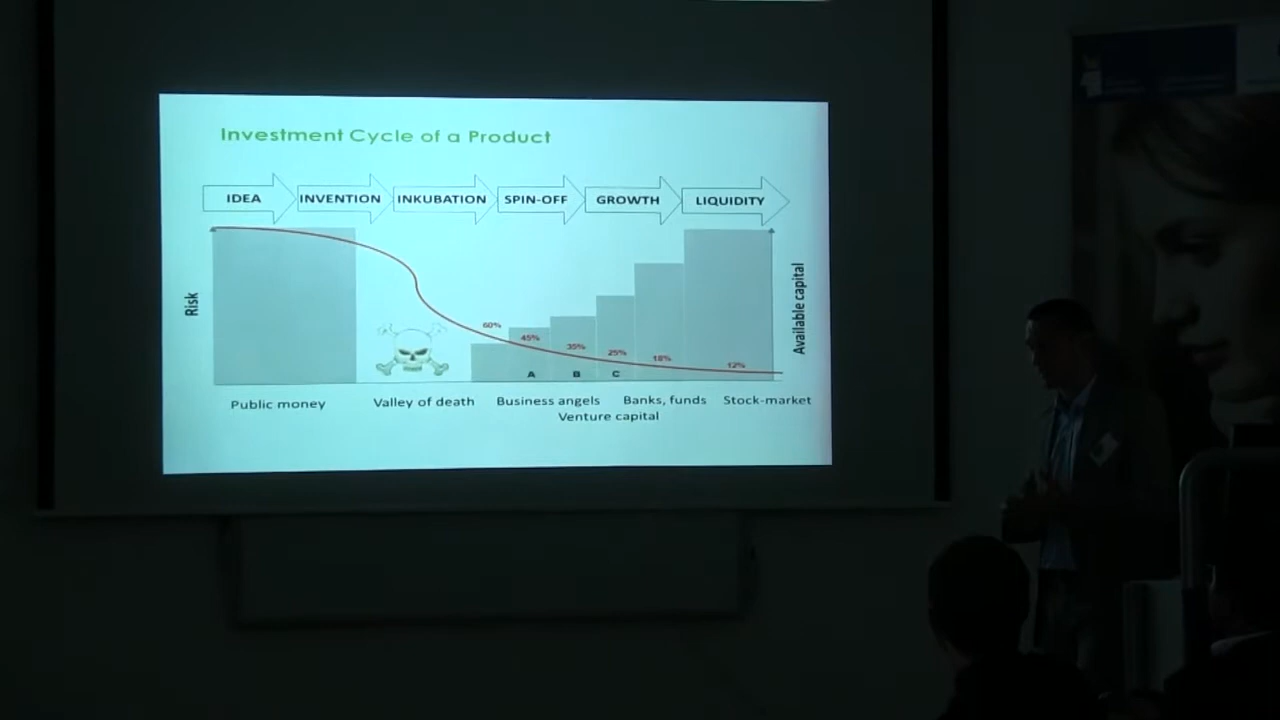 Investment Cycle of a Product
IDEA
INVENTION
INKUBATION
SPIN-OFF
GROWTH
LIQUIDITY
Risk
Available capital
60%
45%
35%
25%
18%
12%
A
B
C
Public money
Valley of death
Business angels
Banks, funds
Stock-market
Venture capital